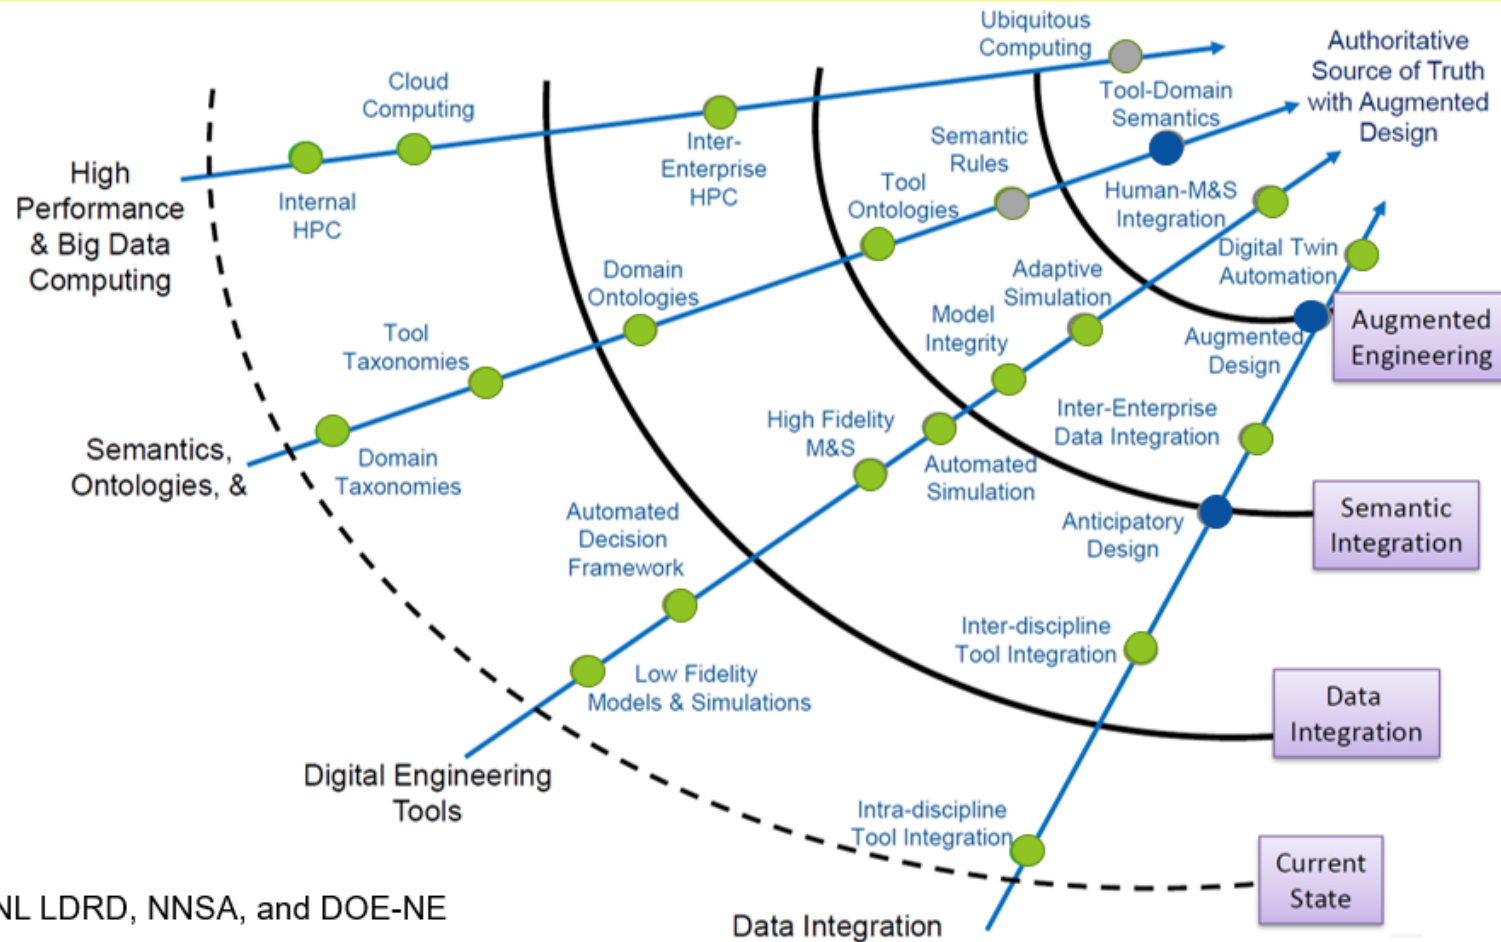 Ubiquitous
Computing
Authoritative
Source of Truth
with Augmented
Design
Cloud
Computing
Tool-Domain
Semantics
Inter-
Enterprise
HPC
Semantic
Rules
High
Performance
& Big Data
Computing
Internal
HPC
Tool
Ontologies
Human-M&S
Integration
Digital Twin
Automation
Domain
Ontologies
Adaptive
Simulation
Model
Integrity
Tool
Taxonomies
Augmented
Design
Augmented
Engineering
Semantics,
Ontologies, &
Domain
Taxonomies
High Fidelity
M&S
Automated
Simulation
Inter-Enterprise
Data Integration
Semantic
Integration
Automated
Decision
Framework
Anticipatory
Design
Inter-discipline
Tool Integration
Low Fidelity
Models & Simulations
Data
Integration
Digital Engineering
Tools
Intra-discipline
Tool Integration
Current
State
NL LDRD, NNSA, and DOE-NE
Data Integration